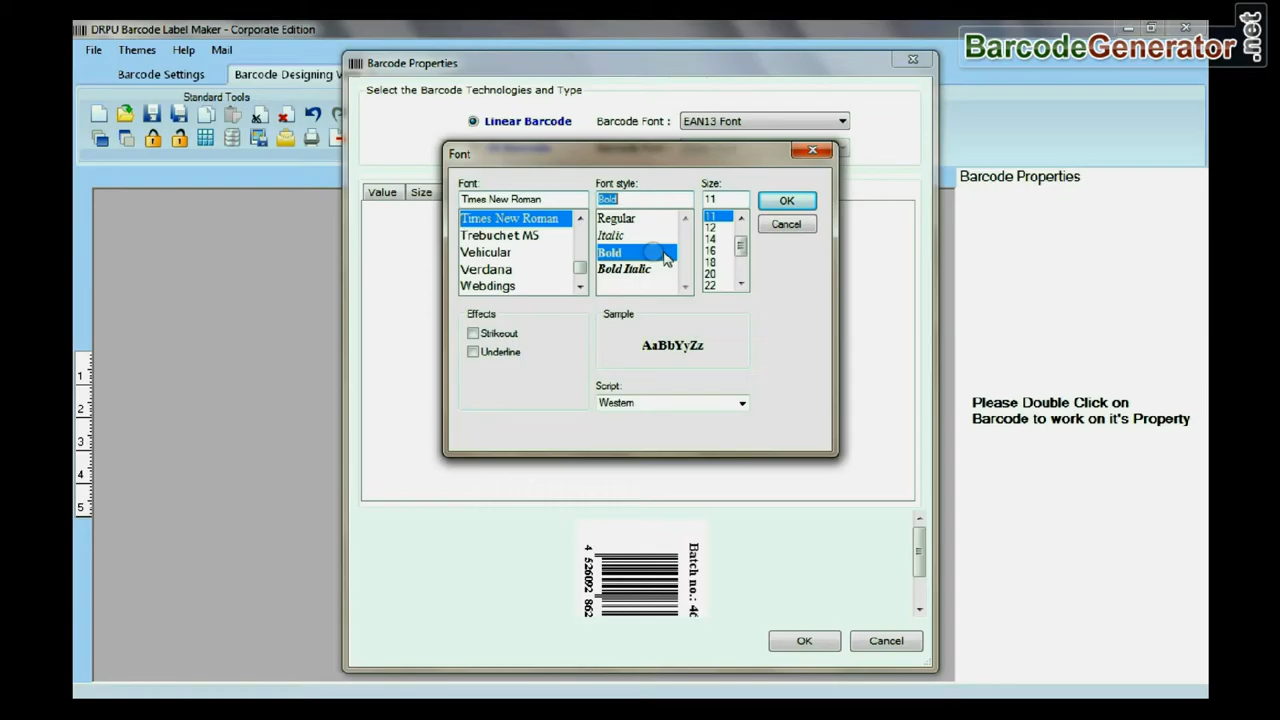 DRPU Barcode Label Maker - Corporate Edition
BarcodeGenerator.net
File Themes Help Mail
Barcode Properties
Barcode Settings Barcode Designing V
Select the Barcode Technologies and Type
Standard Tools
Linear Barcode Barcode Font : EAN13 Font
Font
Barcode Properties
Value Size
Font: Font style: Size:
Times New Roman Bold 11 OK
Times New Roman Regular 11
Cancel
Trebuchet MS Italic 12
Vehicular Bold 14
Verdana Bold Italic 16
Webdings 18
20
22
Effects Sample
Strikeout
Underline
AaBbYyZz
Script:
Western
1
2
3
4
5
Please Double Click on
Barcode to work on it's Property
4 526092 862
Batch no.: 46
OK Cancel